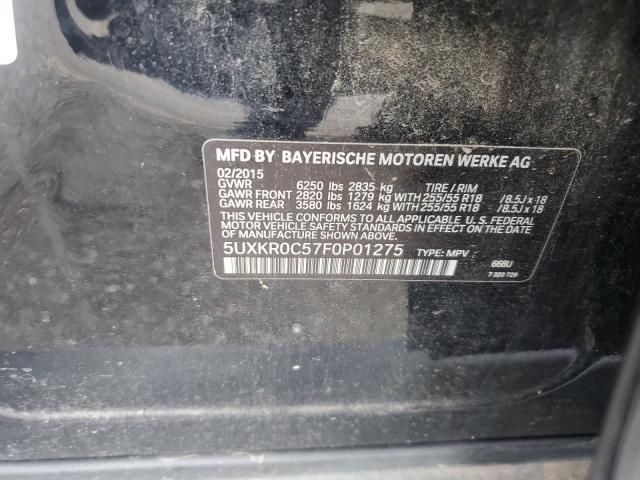 MFD BY BAYERISCHE MOTOREN WERKE AG
02/2015
GVWR 6250 lbs 2835 kg TIRE / RIM
GAWR FRONT 2820 lbs 1279 kg WITH 255/55 R18 /8.5J x 18
GAWR REAR 3580 lbs 1624 kg WITH 255/55 R18 /8.5J x 18
THIS VEHICLE CONFORMS TO ALL APPLICABLE U.S. FEDERAL
MOTOR VEHICLE SAFETY STANDARDS IN EFFECT ON THE DATE
OF MANUFACTURE SHOWN ABOVE.
5UXKR0C57F0P01275 TYPE: MPV 668U
7 320 729